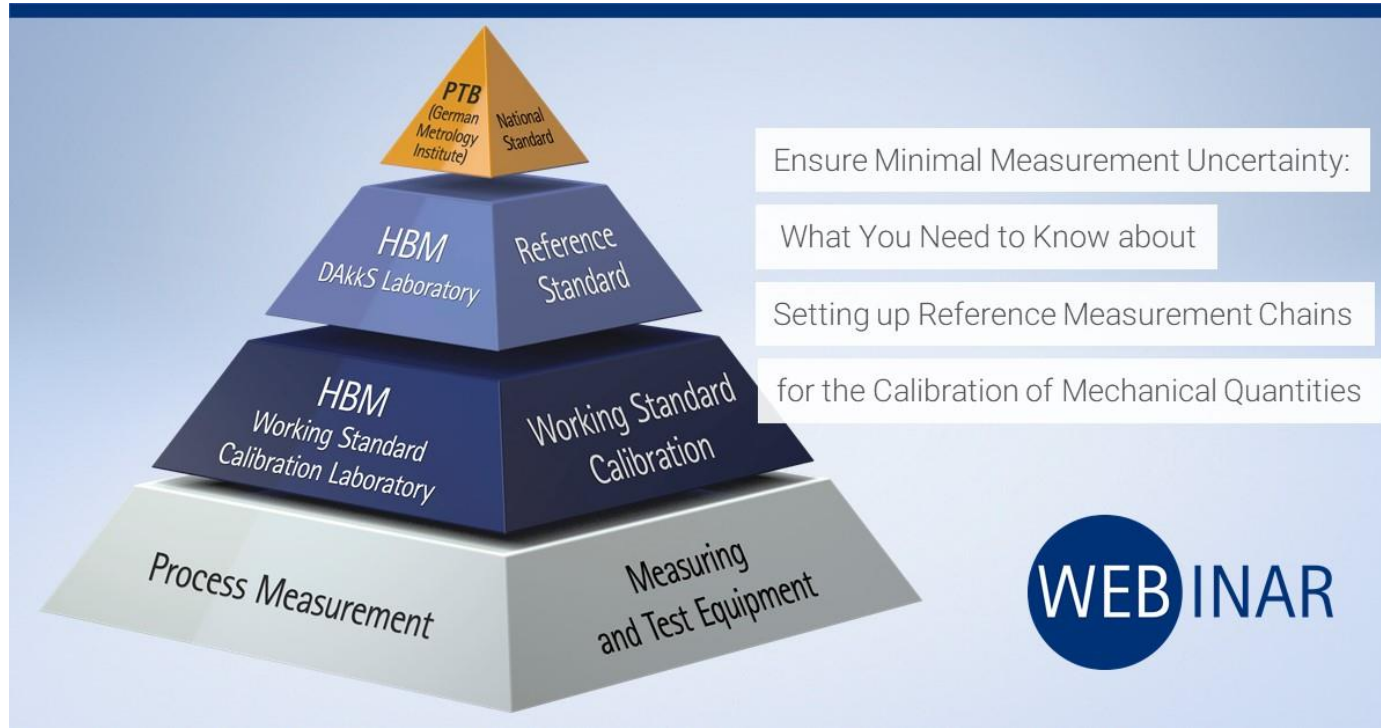 PTB
(German
Metrology
Institute)
National
Standard
HBM
DAkkS Laboratory
Reference
Standard
HBM
Working Standard
Calibration Laboratory
Working Standard
Calibration
Process Measurement
Measuring
and Test Equipment
Ensure Minimal Measurement Uncertainty:
What You Need to Know about
Setting up Reference Measurement Chains
for the Calibration of Mechanical Quantities
WEBINAR